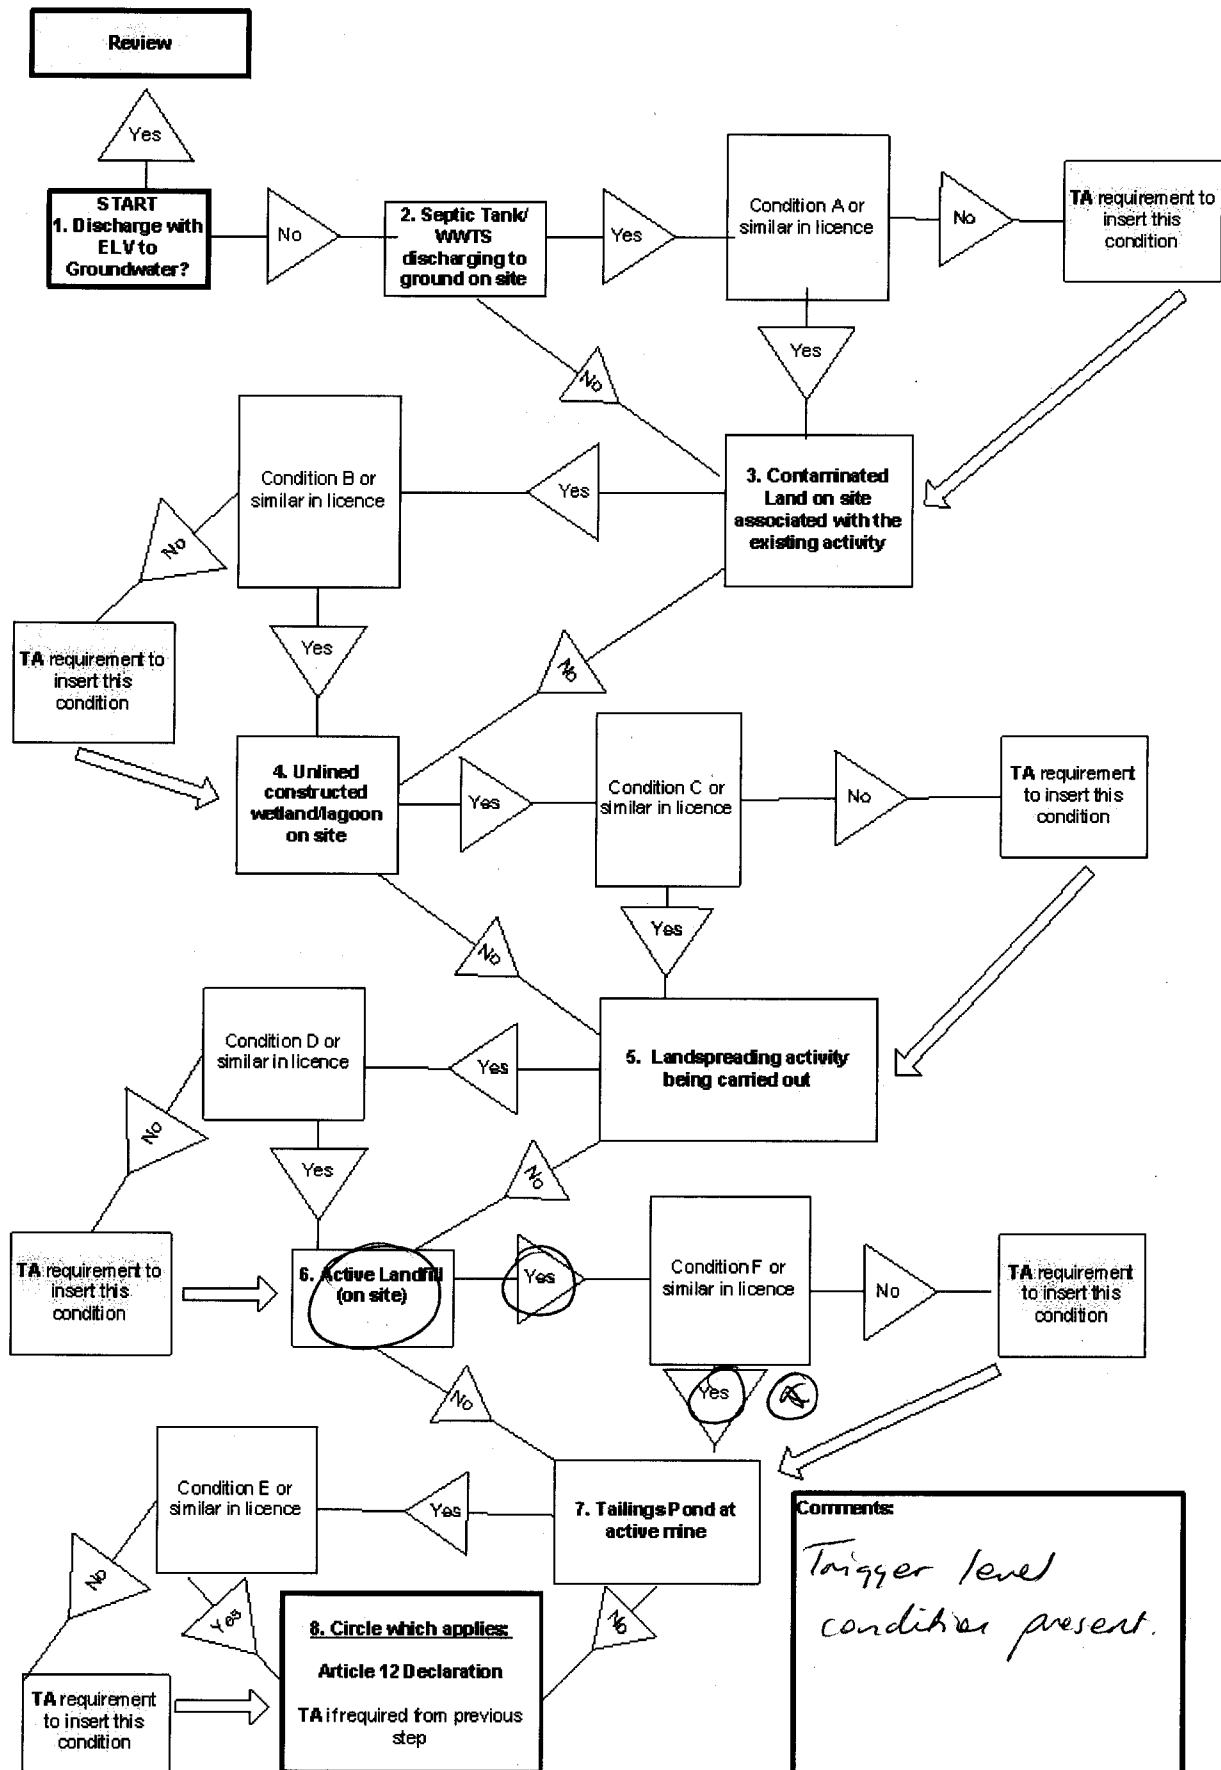 Review
Yes
START
1. Discharge with
ELV to
Groundwater?
No
2. Septic Tank/
WWTS
discharging to
ground on site
Yes
Condition A or
similar in licence
No
TA requirement to
insert this
condition
Yes
No
3. Contaminated
Land on site
associated with the
existing activity
Yes
Condition B or
similar in licence
No
TA requirement to
insert this
condition
Yes
No
4. Unlined
constructed
wetland/lagoon
on site
Yes
Condition C or
similar in licence
No
TA requirement
to insert this
condition
Yes
No
5. Landspreading activity
being carried out
Yes
Condition D or
similar in licence
No
TA requirement to
insert this
condition
Yes
No
6. Active Landfill
(on site)
Yes
Condition F or
similar in licence
No
TA requirement
to insert this
condition
Yes
No
7. Tailings Pond at
active mine
Yes
Condition E or
similar in licence
No
TA requirement
to insert this
condition
Yes
No
8. Circle which applies:
Article 12 Declaration
TA if required from previous
step
Comments:
Trigger level
condition present.